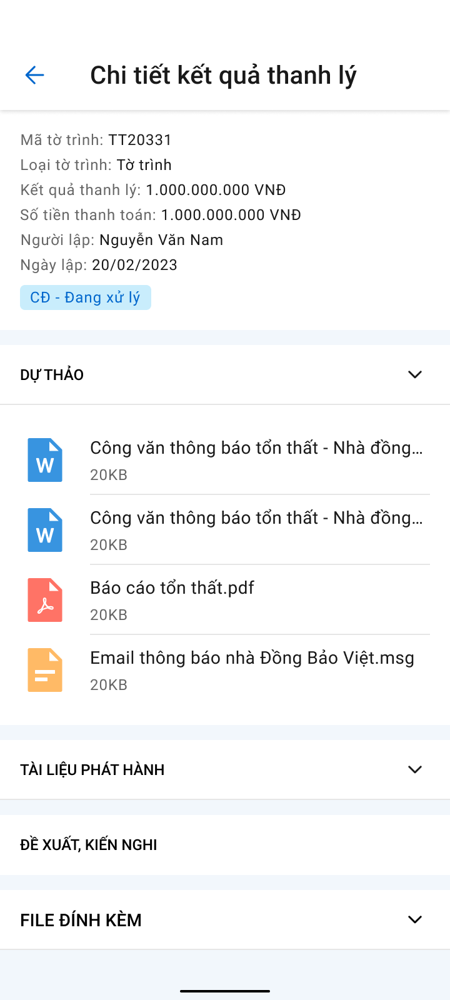 Chi tiết kết quả thanh lý
Mã tờ trình: TT20331
Loại tờ trình: Tờ trình
Kết quả thanh lý: 1.000.000.000 VNĐ
Số tiền thanh toán: 1.000.000.000 VNĐ
Người lập: Nguyễn Văn Nam
Ngày lập: 20/02/2023
CĐ - Đang xử lý
DỰ THẢO
W
Công văn thông báo tổn thất - Nhà đồng...
20KB
W
Công văn thông báo tổn thất - Nhà đồng...
20KB
Báo cáo tổn thất.pdf
20KB
Email thông báo nhà Đồng Bảo Việt.msg
20KB
TÀI LIỆU PHÁT HÀNH
ĐỀ XUẤT, KIẾN NGHI
FILE ĐÍNH KÈM